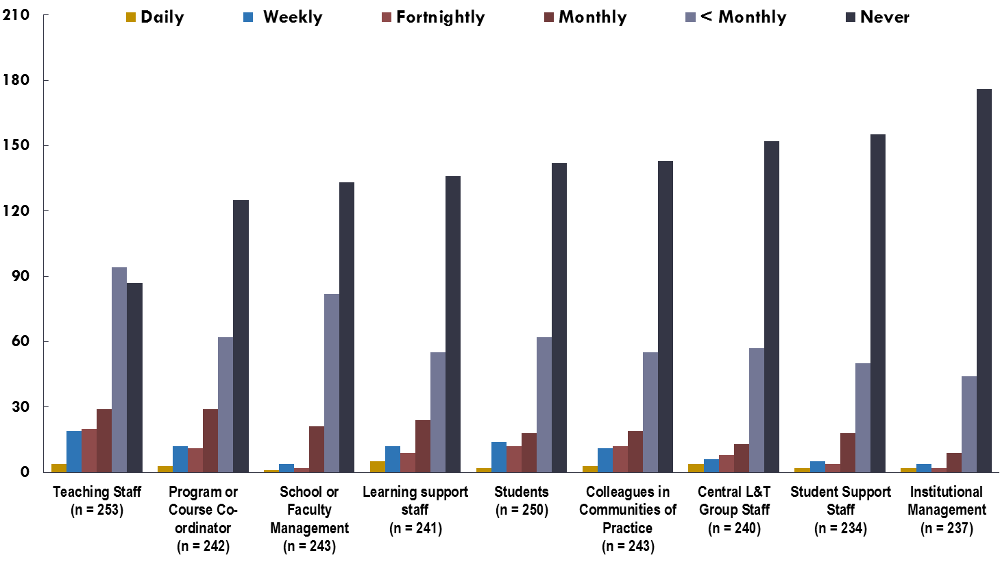 210
Daily Weekly Fortnightly Monthly < Monthly Never
180
150
120
90
60
30
0
Teaching Staff
(n = 253)
Program or
Course Co-
ordinator
(n = 242)
School or
Faculty
Management
(n = 243)
Learning support
staff
(n = 241)
Students
(n = 250)
Colleagues in
Communities of
Practice
(n = 243)
Central L&T
Group Staff
(n = 240)
Student Support
Staff
(n = 234)
Institutional
Management
(n = 237)